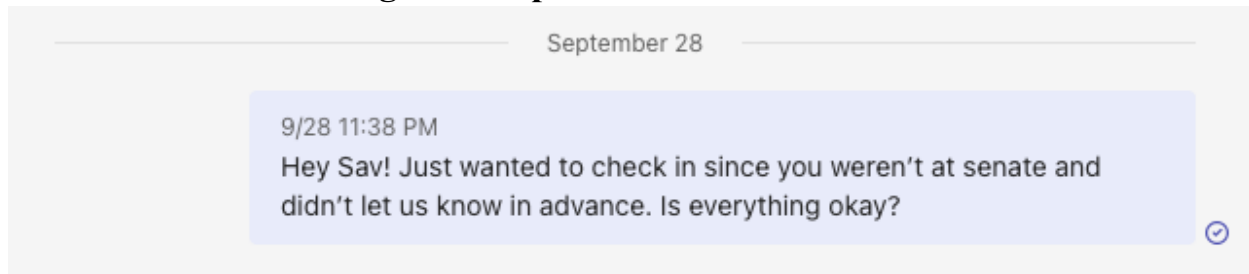 September 28
9/28 11:38 PM
Hey Sav! Just wanted to check in since you weren’t at senate and
didn’t let us know in advance. Is everything okay?